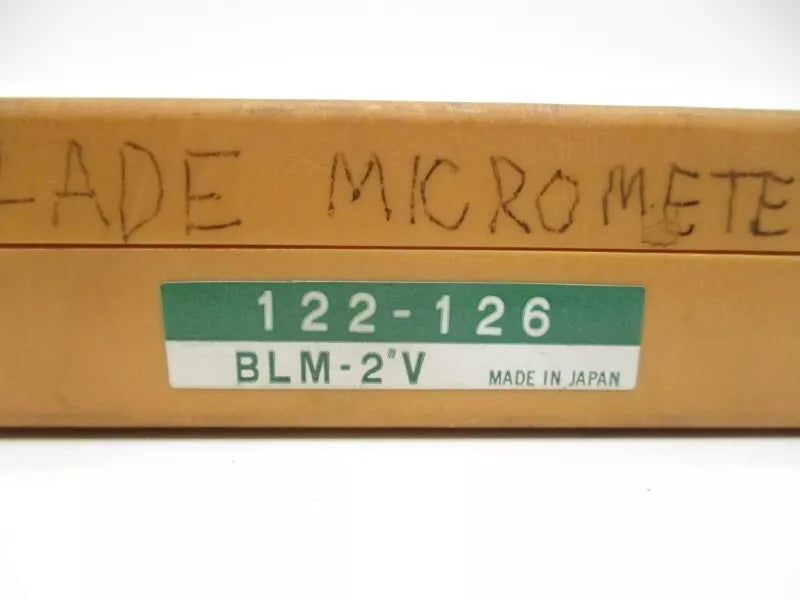 LADE MICROMETE
122-126
BLM-2"V MADE IN JAPAN